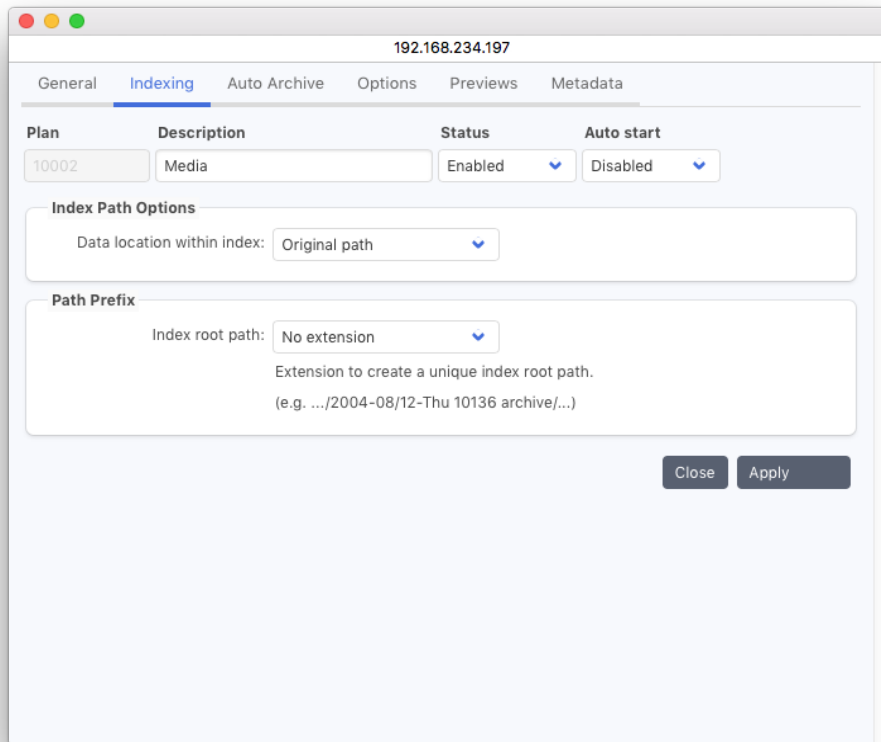 192.168.234.197
General Indexing Auto Archive Options Previews Metadata
Plan Description Status Auto start
10002 Media Enabled Disabled
Index Path Options
Data location within index: Original path
Path Prefix
Index root path: No extension
Extension to create a unique index root path.
(e.g. .../2004-08/12-Thu 10136 archive/...)
Close Apply